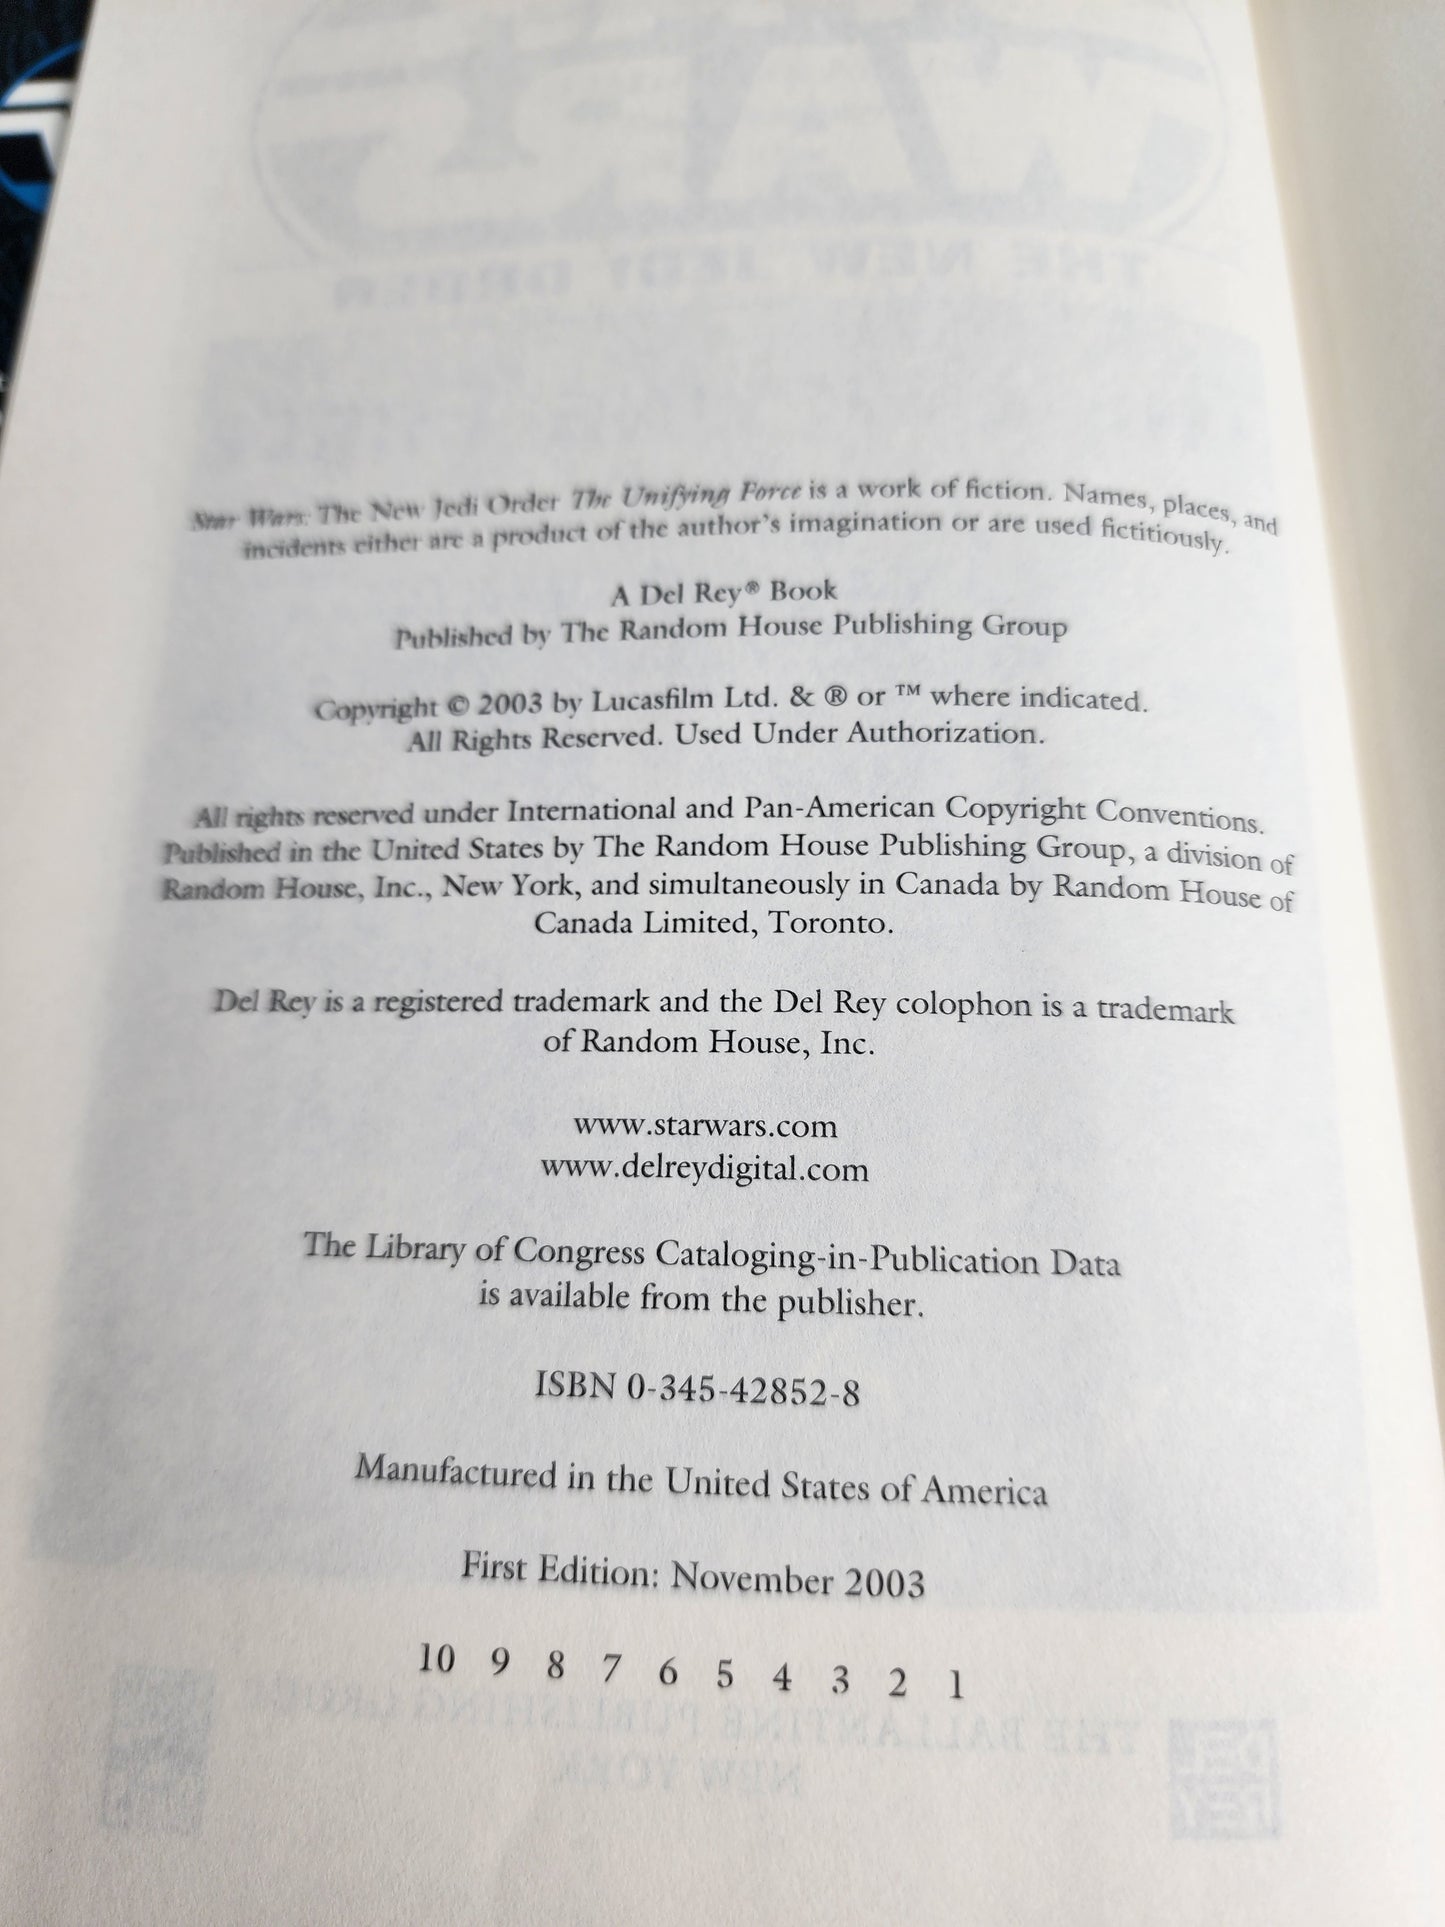 Star Wars: The New Jedi Order The Unifying Force is a work of fiction. Names, places, and
incidents either are a product of the author's imagination or are used fictitiously.
A Del Rey® Book
Published by The Random House Publishing Group
Copyright © 2003 by Lucasfilm Ltd. & ® or ™ where indicated.
All Rights Reserved. Used Under Authorization.
All rights reserved under International and Pan-American Copyright Conventions.
Published in the United States by The Random House Publishing Group, a division of
Random House, Inc., New York, and simultaneously in Canada by Random House of
Canada Limited, Toronto.
Del Rey is a registered trademark and the Del Rey colophon is a trademark
of Random House, Inc.
www.starwars.com
www.delreydigital.com
The Library of Congress Cataloging-in-Publication Data
is available from the publisher.
ISBN 0-345-42852-8
Manufactured in the United States of America
First Edition: November 2003
10 9 8 7 6 5 4 3 2 1